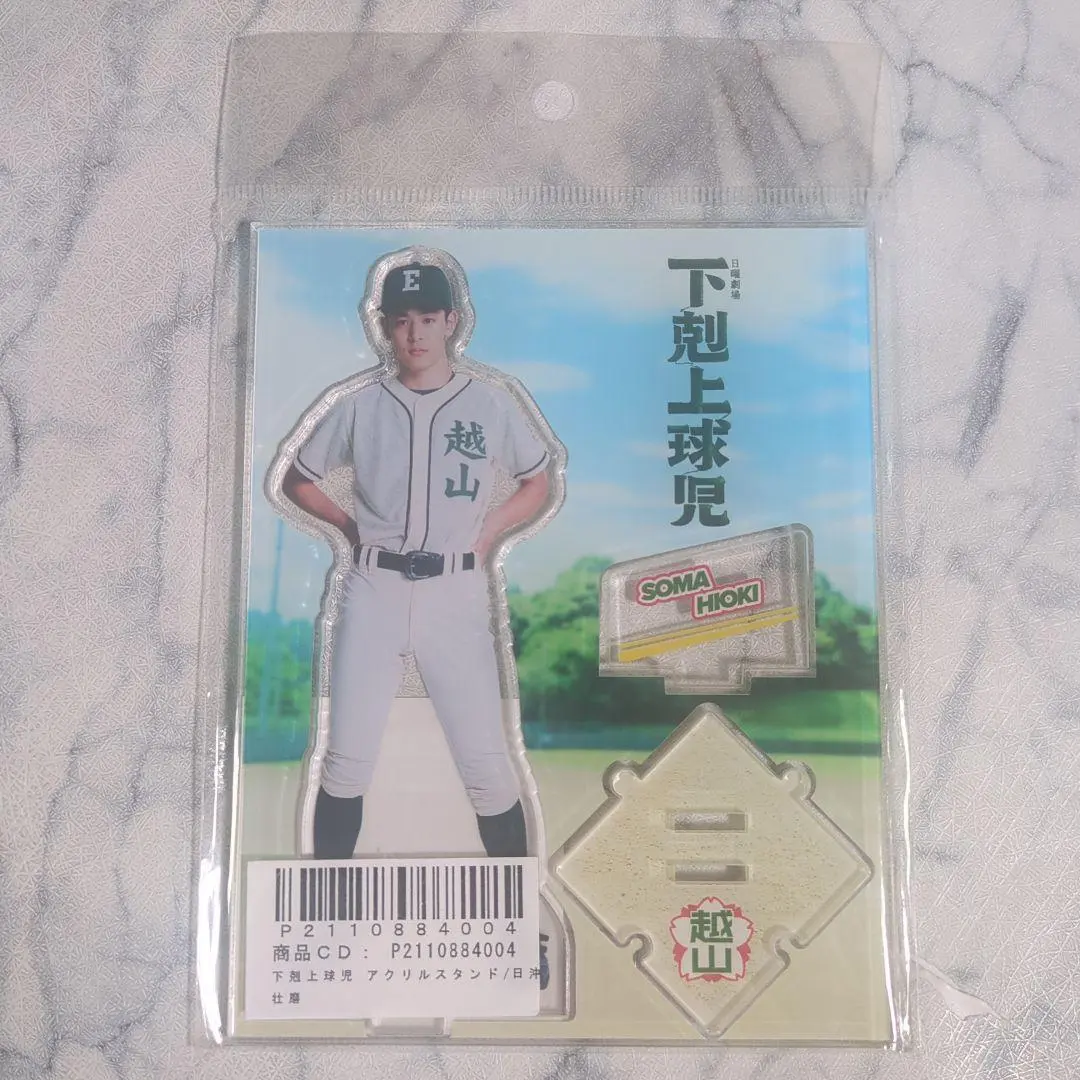 E
越山
日曜劇場
下剋上球児
SOMA
HIOKI
越山
P2110884004
商品CD: P2110884004
下剋上球児 アクリルスタンド/日沖
壮磨